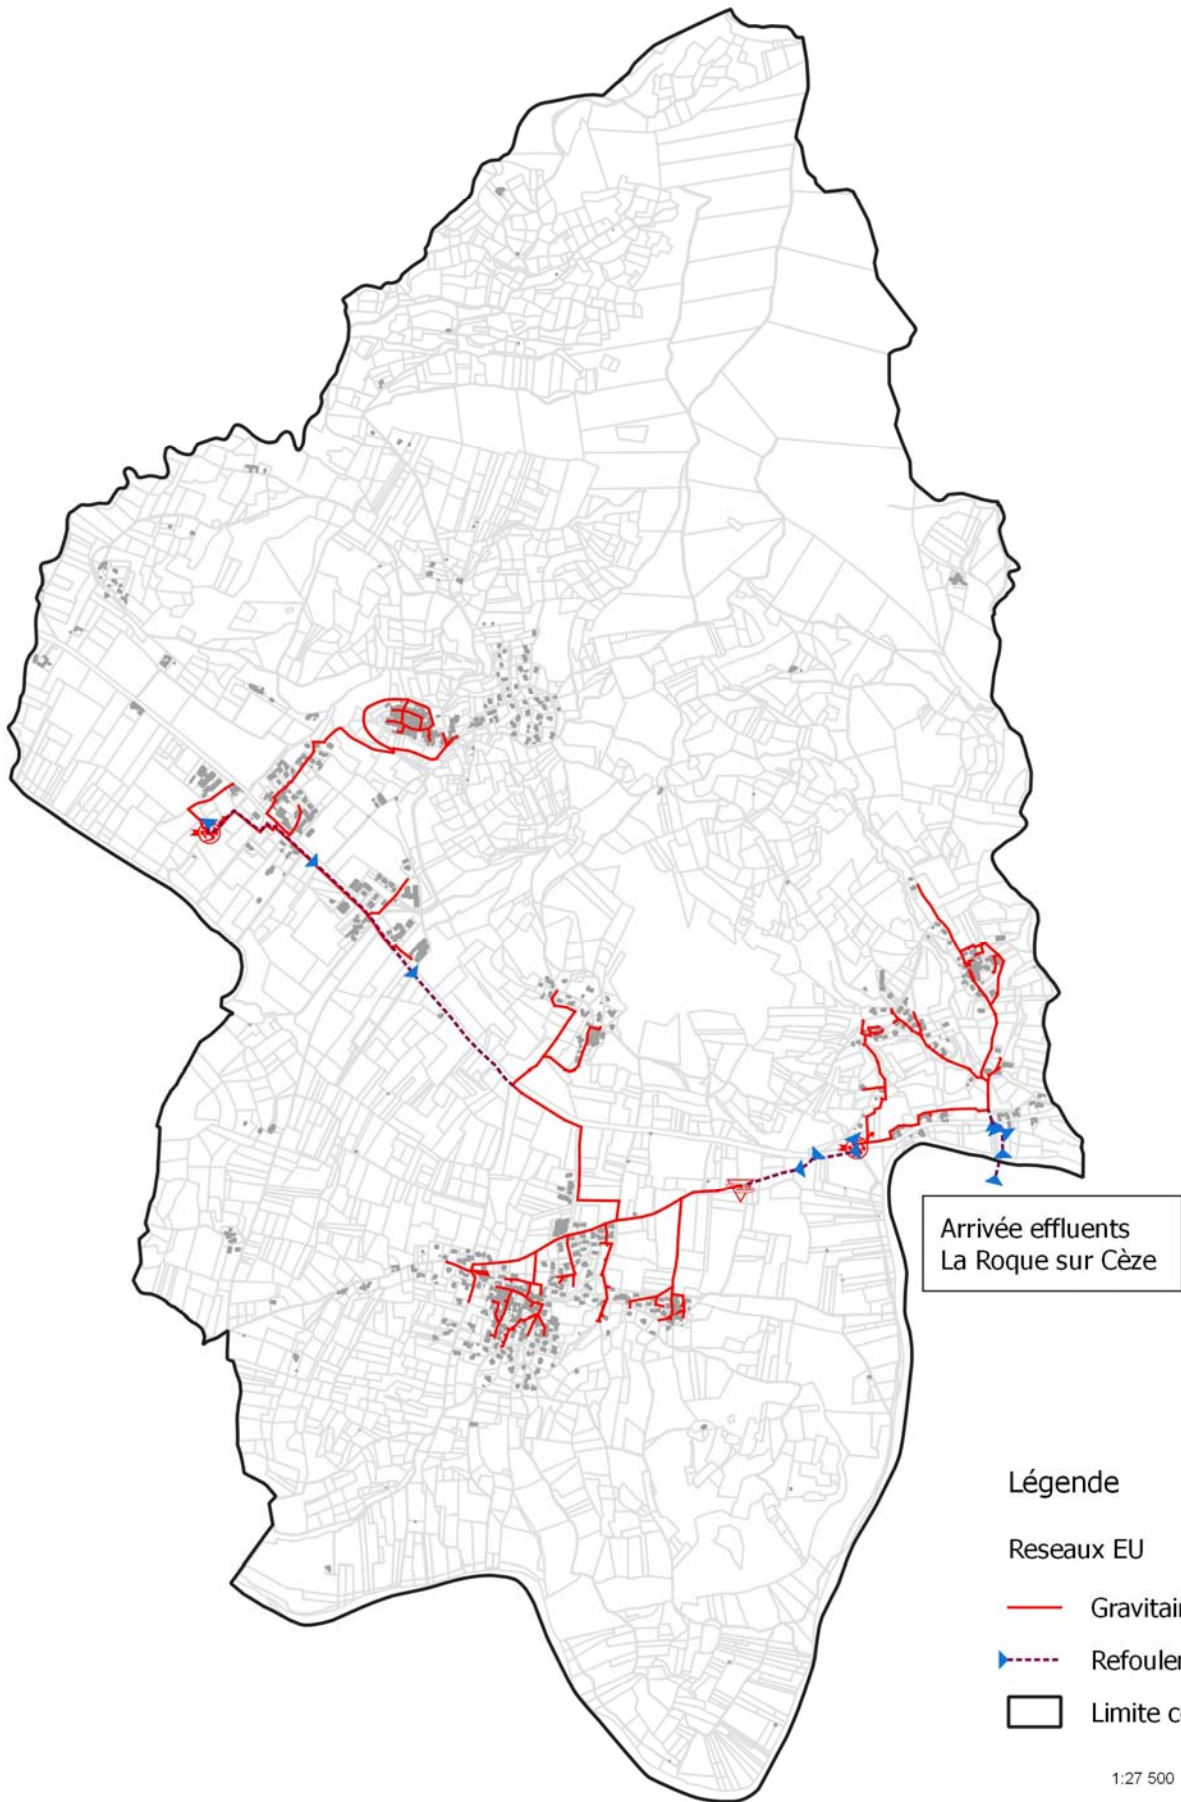 Arrivée effluents
La Roque sur Cèze
Légende
Reseaux EU
Gravitair
Refouler
Limite c
1:27 500